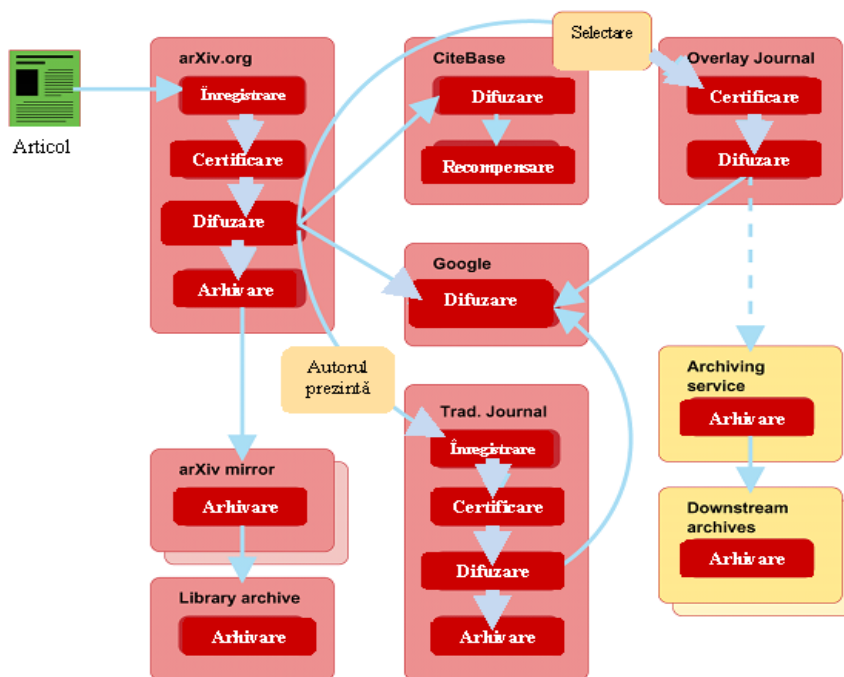 Articol
arXiv.org
Înregistrare
Certificare
Difuzare
Arhivare
CiteBase
Difuzare
Recompensare
Selectare
Overlay Journal
Certificare
Difuzare
Google
Difuzare
Autorul
prezintă
Trad. Journal
Înregistrare
Certificare
Difuzare
Arhivare
arXiv mirror
Arhivare
Library archive
Arhivare
Archiving
service
Arhivare
Downstream
archives
Arhivare